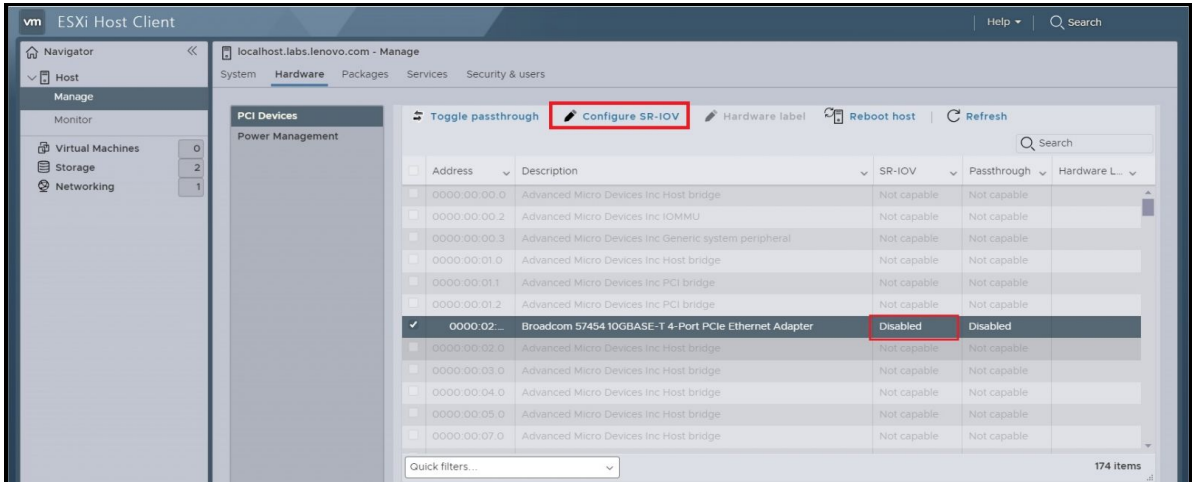 vm ESXi Host Client Help Search
Navigator
Host
Manage
Monitor
Virtual Machines 0
Storage 2
Networking 1
localhost.labs.lenovo.com - Manage
System Hardware Packages Services Security & users
PCI Devices
Power Management
Toggle passthrough Configure SR-IOV Hardware label Reboot host | Refresh
Search
Address Description SR-IOV Passthrough Hardware L...
0000:00:00.0 Advanced Micro Devices Inc Host bridge Not capable Not capable
0000:00:00.2 Advanced Micro Devices Inc IOMMU Not capable Not capable
0000:00:00.3 Advanced Micro Devices Inc Generic system peripheral Not capable Not capable
0000:00:01.0 Advanced Micro Devices Inc Host bridge Not capable Not capable
0000:00:01.1 Advanced Micro Devices Inc PCI bridge Not capable Not capable
0000:00:01.2 Advanced Micro Devices Inc PCI bridge Not capable Not capable
0000:02:... Broadcom 57454 10GBASE-T 4-Port PCIe Ethernet Adapter Disabled Disabled
0000:00:02.0 Advanced Micro Devices Inc Host bridge Not capable Not capable
0000:00:03.0 Advanced Micro Devices Inc Host bridge Not capable Not capable
0000:00:04.0 Advanced Micro Devices Inc Host bridge Not capable Not capable
0000:00:05.0 Advanced Micro Devices Inc Host bridge Not capable Not capable
0000:00:07.0 Advanced Micro Devices Inc Host bridge Not capable Not capable
Quick filters... 174 items